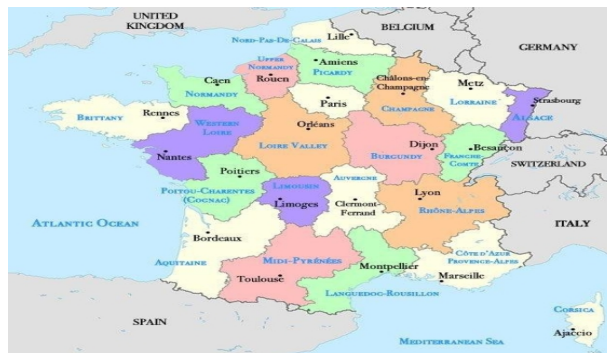 UNITED
KINGDOM
BELGIUM
GERMANY
Lille
NORD-PAS-DE-CALAIS
Amiens
PICARDY
UPPER
NORMANDY
Rouen
Caen
NORMANDY
Châlons-en-
Champagne
CHAMPAGNE
Metz
LORRAINE
Strasbourg
ALSACE
Paris
Rennes
BRITTANY
WESTERN
LOIRE
Nantes
Orléans
LOIRE VALLEY
Dijon
BURGUNDY
Besançon
FRANCHE-
COMTE
SWITZERLAND
Poitiers
POITOU-CHARENTES
(COGNAC)
LIMOUSIN
Limoges
AUVERGNE
Clermont-
Ferrand
Lyon
RHÔNE-ALPES
ITALY
ATLANTIC OCEAN
Bordeaux
AQUITAINE
MIDI-PYRÉNÉES
Toulouse
Montpellier
LANGUEDOC-ROUSILLON
CÔTE D'AZUR
PROVENCE-ALPES
Marseille
CORSICA
Ajaccio
SPAIN
MEDITERRANEAN SEA